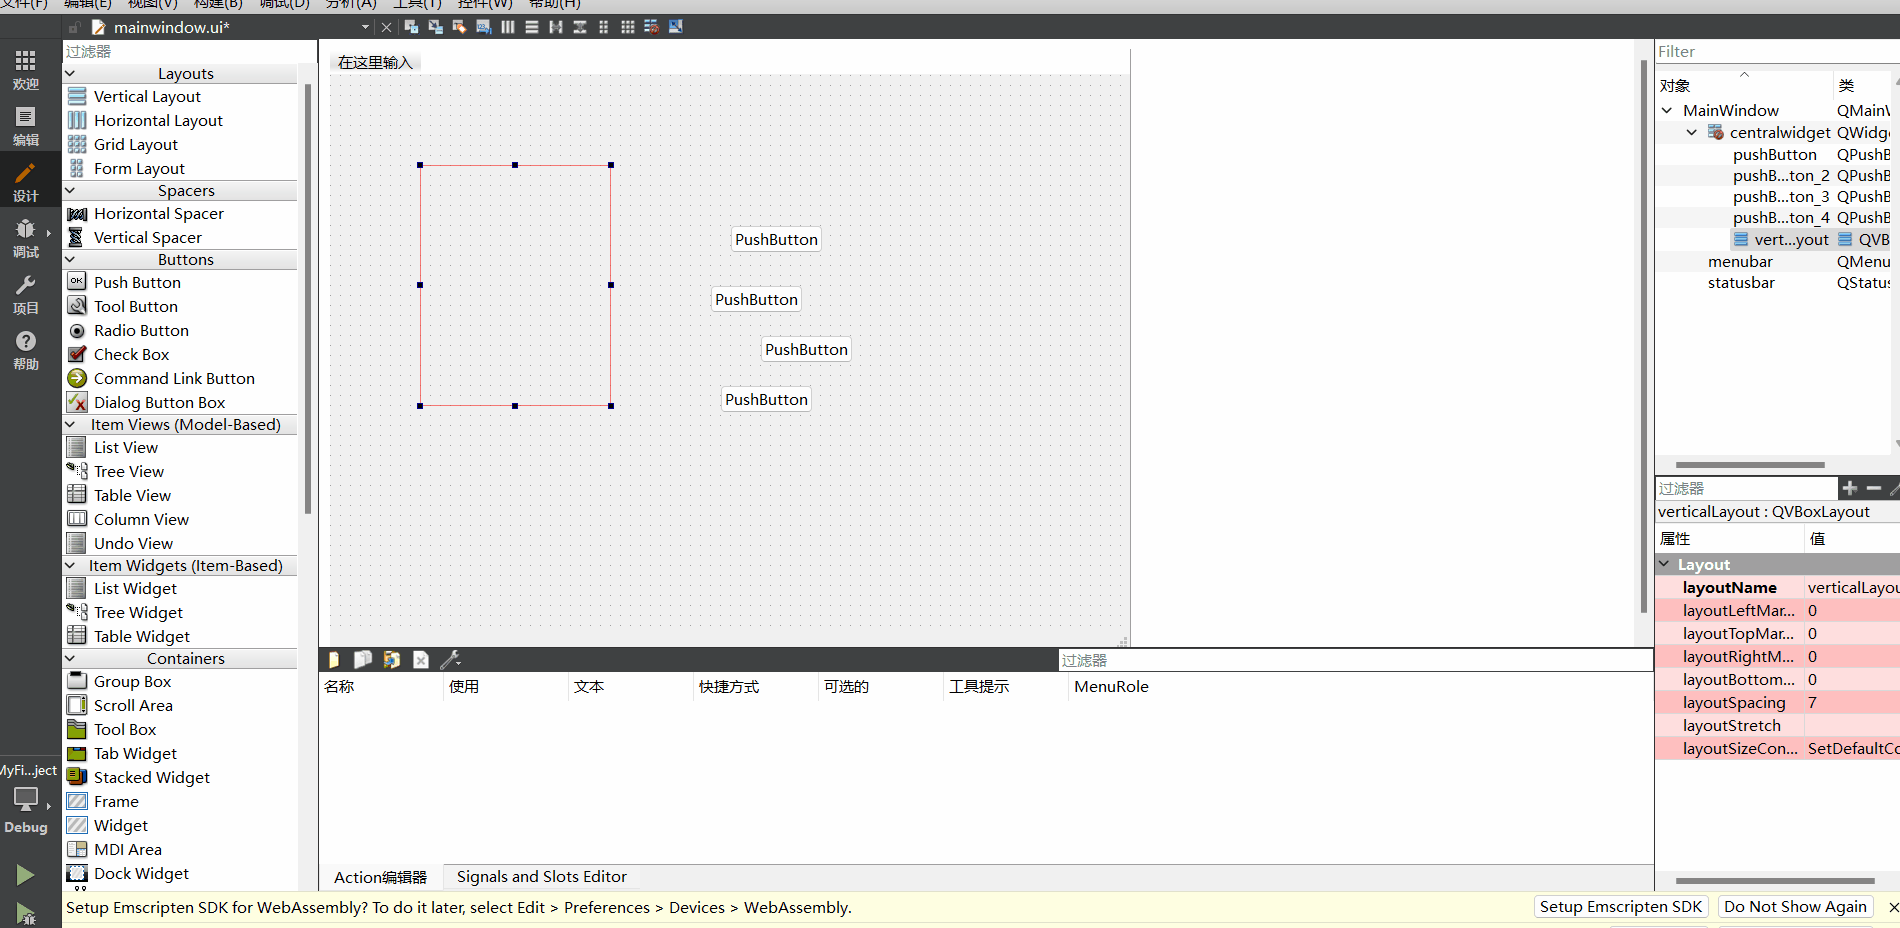 文件(F) 编辑(E) 视图(V) 构建(B) 调试(D) 分析(A) 工具(T) 控件(W) 帮助(H)
mainwindow.ui*
欢迎
编辑
设计
调试
项目
帮助
MyFi...ject
Debug
过滤器
Layouts
Vertical Layout
Horizontal Layout
Grid Layout
Form Layout
Spacers
Horizontal Spacer
Vertical Spacer
Buttons
Push Button
Tool Button
Radio Button
Check Box
Command Link Button
Dialog Button Box
Item Views (Model-Based)
List View
Tree View
Table View
Column View
Undo View
Item Widgets (Item-Based)
List Widget
Tree Widget
Table Widget
Containers
Group Box
Scroll Area
Tool Box
Tab Widget
Stacked Widget
Frame
Widget
MDI Area
Dock Widget
在这里输入
PushButton
PushButton
PushButton
PushButton
过滤器
名称 使用 文本 快捷方式 可选的 工具提示 MenuRole
Action编辑器 Signals and Slots Editor
Filter
对象 类
MainWindow QMainW
centralwidget QWidge
pushButton QPushB
pushB...ton_2 QPushB
pushB...ton_3 QPushB
pushB...ton_4 QPushB
vert...yout QVB
menubar QMenu
statusbar QStatus
过滤器
verticalLayout : QVBoxLayout
属性 值
Layout
layoutName verticalLayou
layoutLeftMar... 0
layoutTopMar... 0
layoutRightM... 0
layoutBottom... 0
layoutSpacing 7
layoutStretch
layoutSizeCon... SetDefaultCo
Setup Emscripten SDK for WebAssembly? To do it later, select Edit > Preferences > Devices > WebAssembly. Setup Emscripten SDK Do Not Show Again